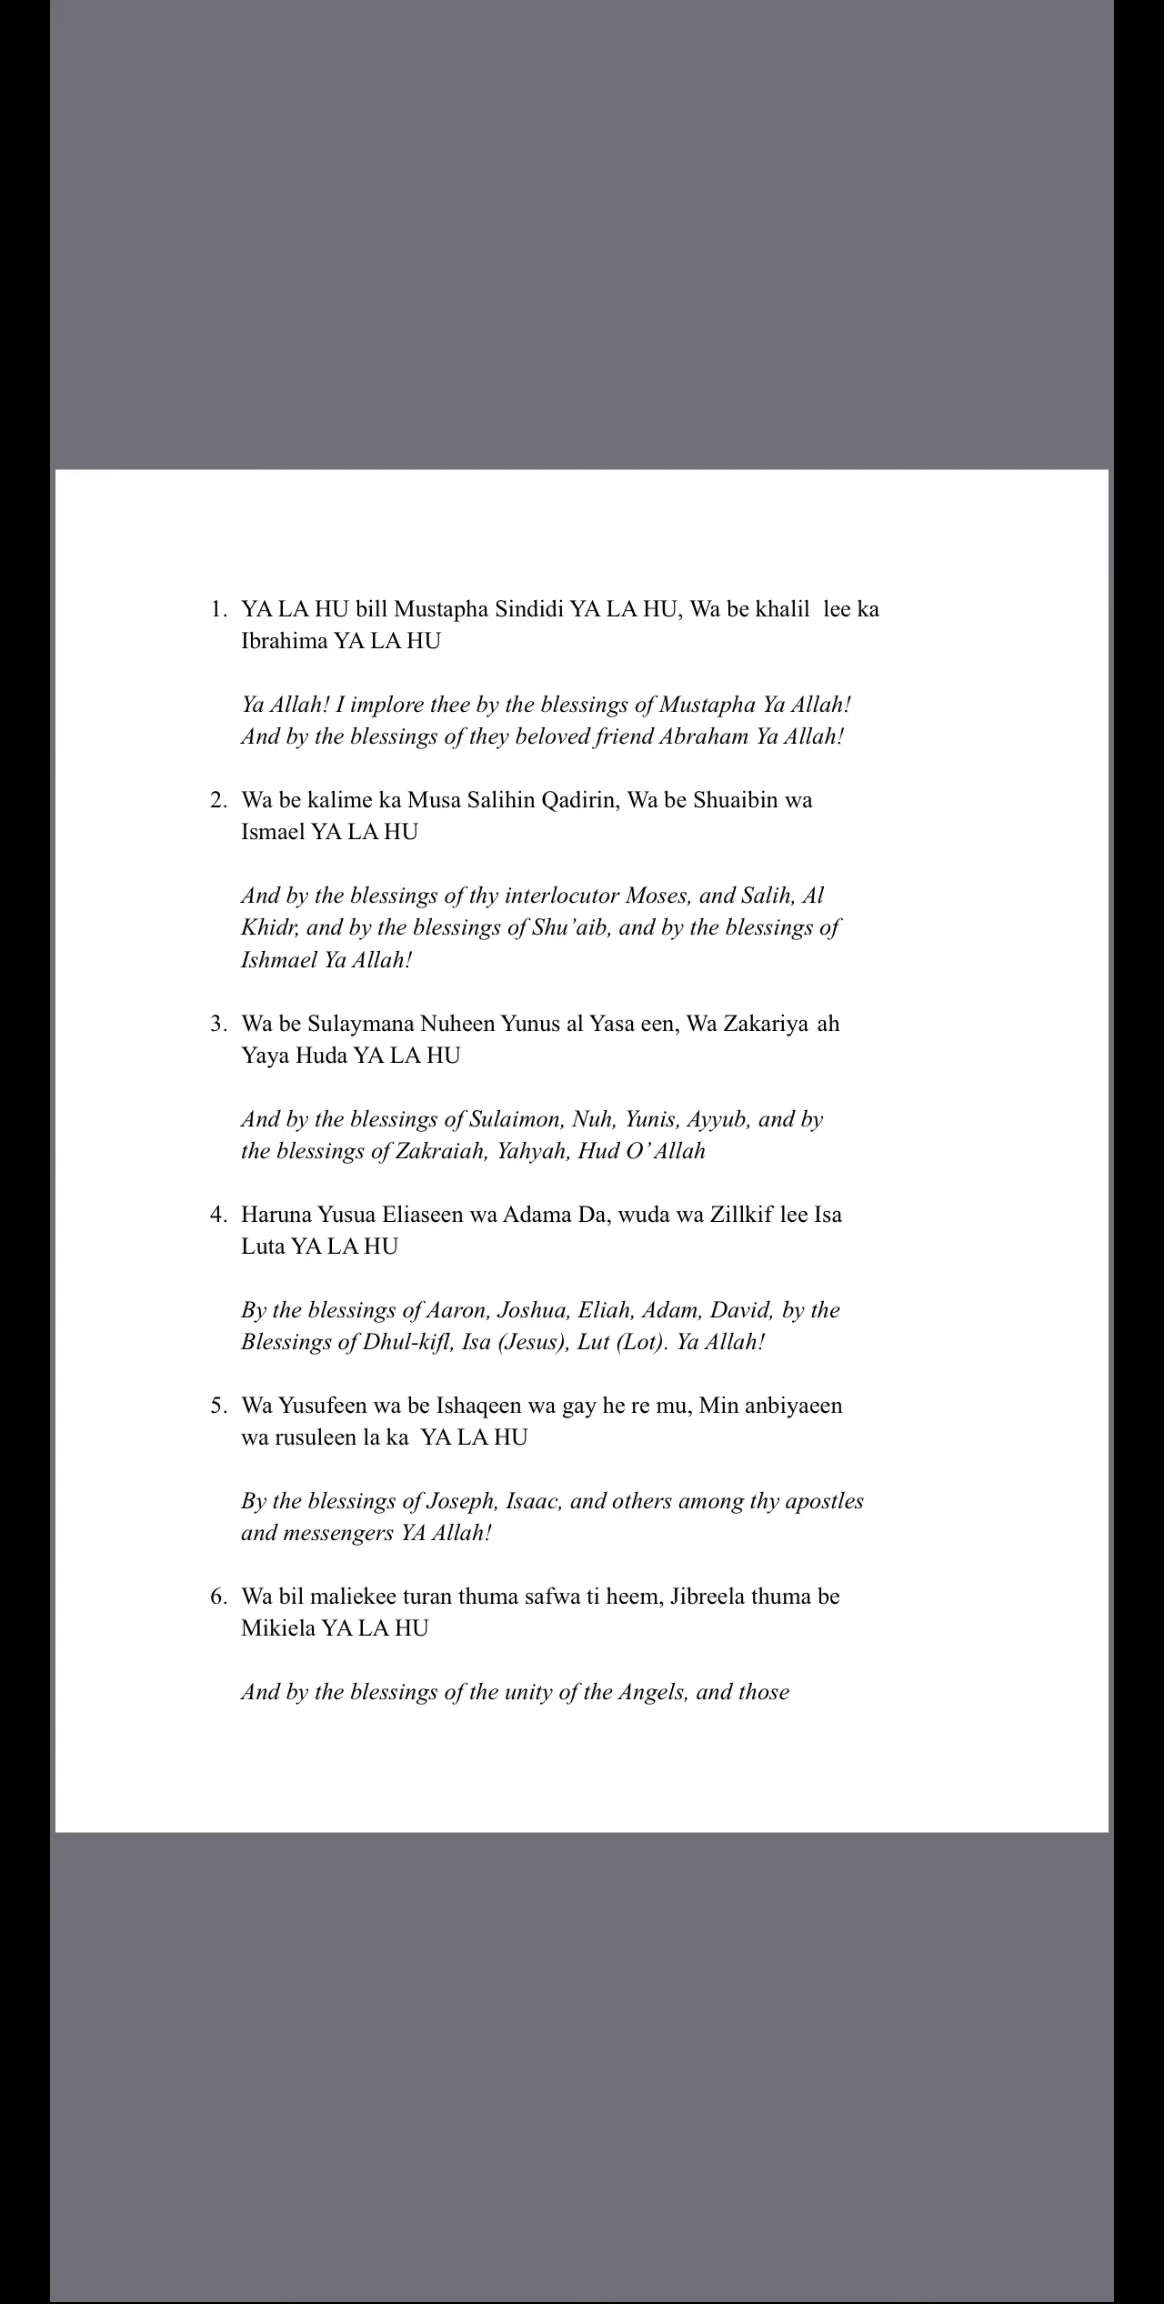 1. YA LA HU bill Mustapha Sindidi YA LA HU, Wa be khalil lee ka
Ibrahima YA LA HU
Ya Allah! I implore thee by the blessings of Mustapha Ya Allah!
And by the blessings of they beloved friend Abraham Ya Allah!
2. Wa be kalime ka Musa Salihin Qadirin, Wa be Shuaibin wa
Ismael YA LA HU
And by the blessings of thy interlocutor Moses, and Salih, Al
Khidr, and by the blessings of Shu’aib, and by the blessings of
Ishmael Ya Allah!
3. Wa be Sulaymana Nuheen Yunus al Yasa een, Wa Zakariya ah
Yaya Huda YA LA HU
And by the blessings of Sulaimon, Nuh, Yunis, Ayyub, and by
the blessings of Zakraiah, Yahyah, Hud O’ Allah
4. Haruna Yusua Eliaseen wa Adama Da, wuda wa Zillkif lee Isa
Luta YA LA HU
By the blessings of Aaron, Joshua, Eliah, Adam, David, by the
Blessings of Dhul-kifl, Isa (Jesus), Lut (Lot). Ya Allah!
5. Wa Yusufeen wa be Ishaqeen wa gay he re mu, Min anbiyaeen
wa rusuleen la ka YA LA HU
By the blessings of Joseph, Isaac, and others among thy apostles
and messengers YA Allah!
6. Wa bil maliekee turan thuma safwa ti heem, Jibreela thuma be
Mikiela YA LA HU
And by the blessings of the unity of the Angels, and those